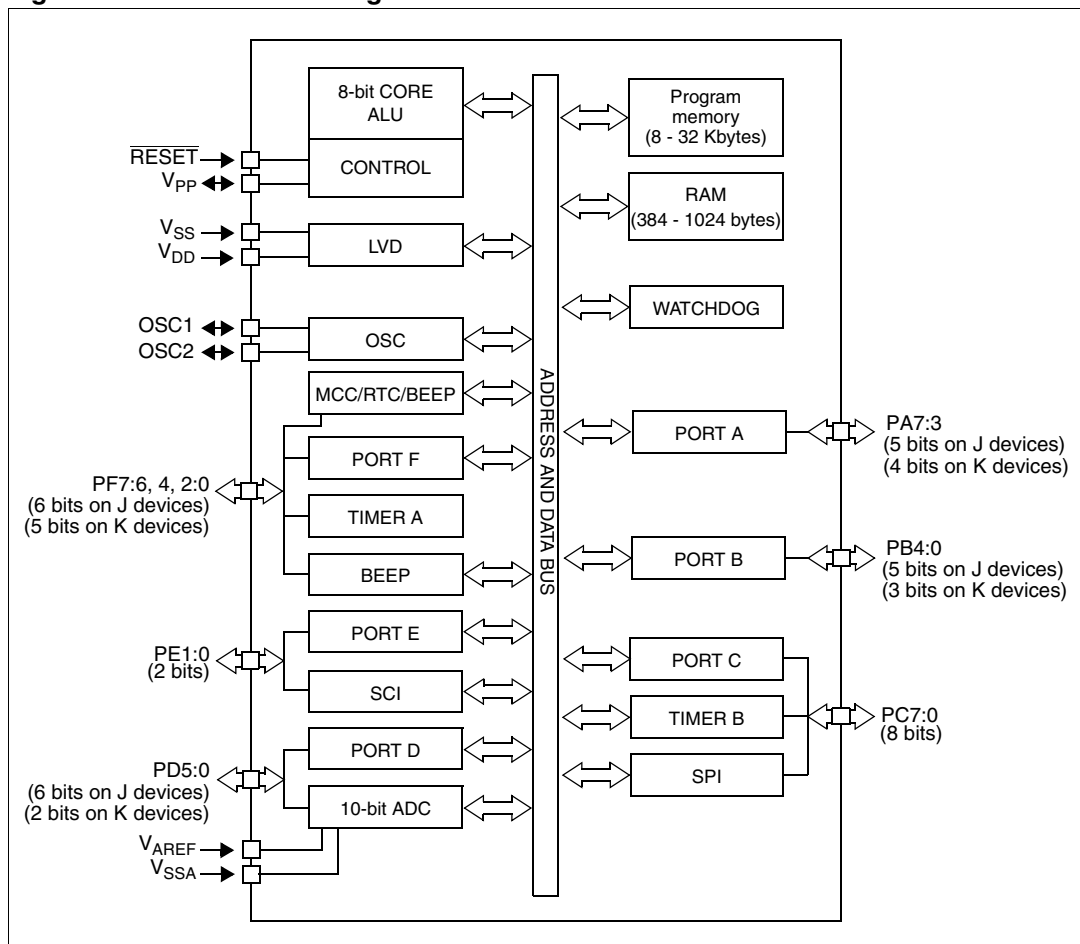 8-bit CORE
ALU
CONTROL
RESET
VPP
VSS
VDD
LVD
OSC1
OSC2
OSC
MCC/RTC/BEEP
PORT F
TIMER A
BEEP
PF7:6, 4, 2:0
(6 bits on J devices)
(5 bits on K devices)
PORT E
SCI
PE1:0
(2 bits)
PORT D
10-bit ADC
PD5:0
(6 bits on J devices)
(2 bits on K devices)
VAREF
VSSA
ADDRESS AND DATA BUS
Program
memory
(8 - 32 Kbytes)
RAM
(384 - 1024 bytes)
WATCHDOG
PORT A
PA7:3
(5 bits on J devices)
(4 bits on K devices)
PORT B
PB4:0
(5 bits on J devices)
(3 bits on K devices)
PORT C
TIMER B
SPI
PC7:0
(8 bits)